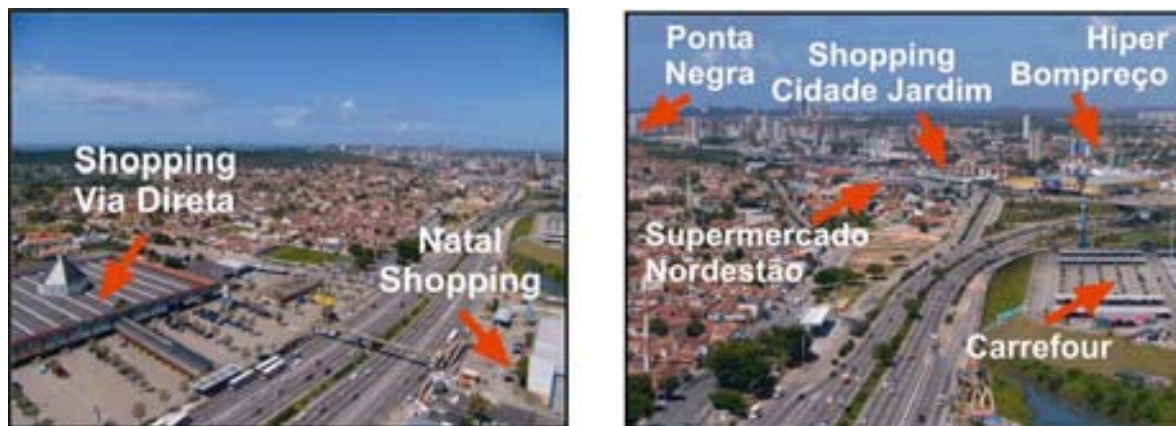 Shopping
Via Direta
Natal
Shopping
Ponta
Negra
Shopping
Cidade Jardim
Hiper
Bompreço
Supermercado
Nordestão
Carrefour